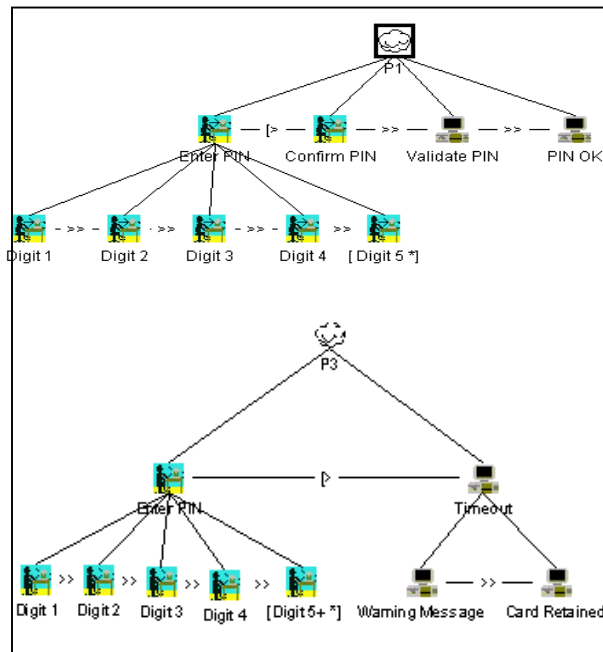 P1
Enter PIN [> Confirm PIN >> Validate PIN >> PIN OK
Digit 1 >> Digit 2 >> Digit 3 >> Digit 4 >> [ Digit 5 *]
P3
Enter PIN [> Timeout
Digit 1 >> Digit 2 >> Digit 3 >> Digit 4 >> [Digit 5+ *] Warning Message >> Card Retained